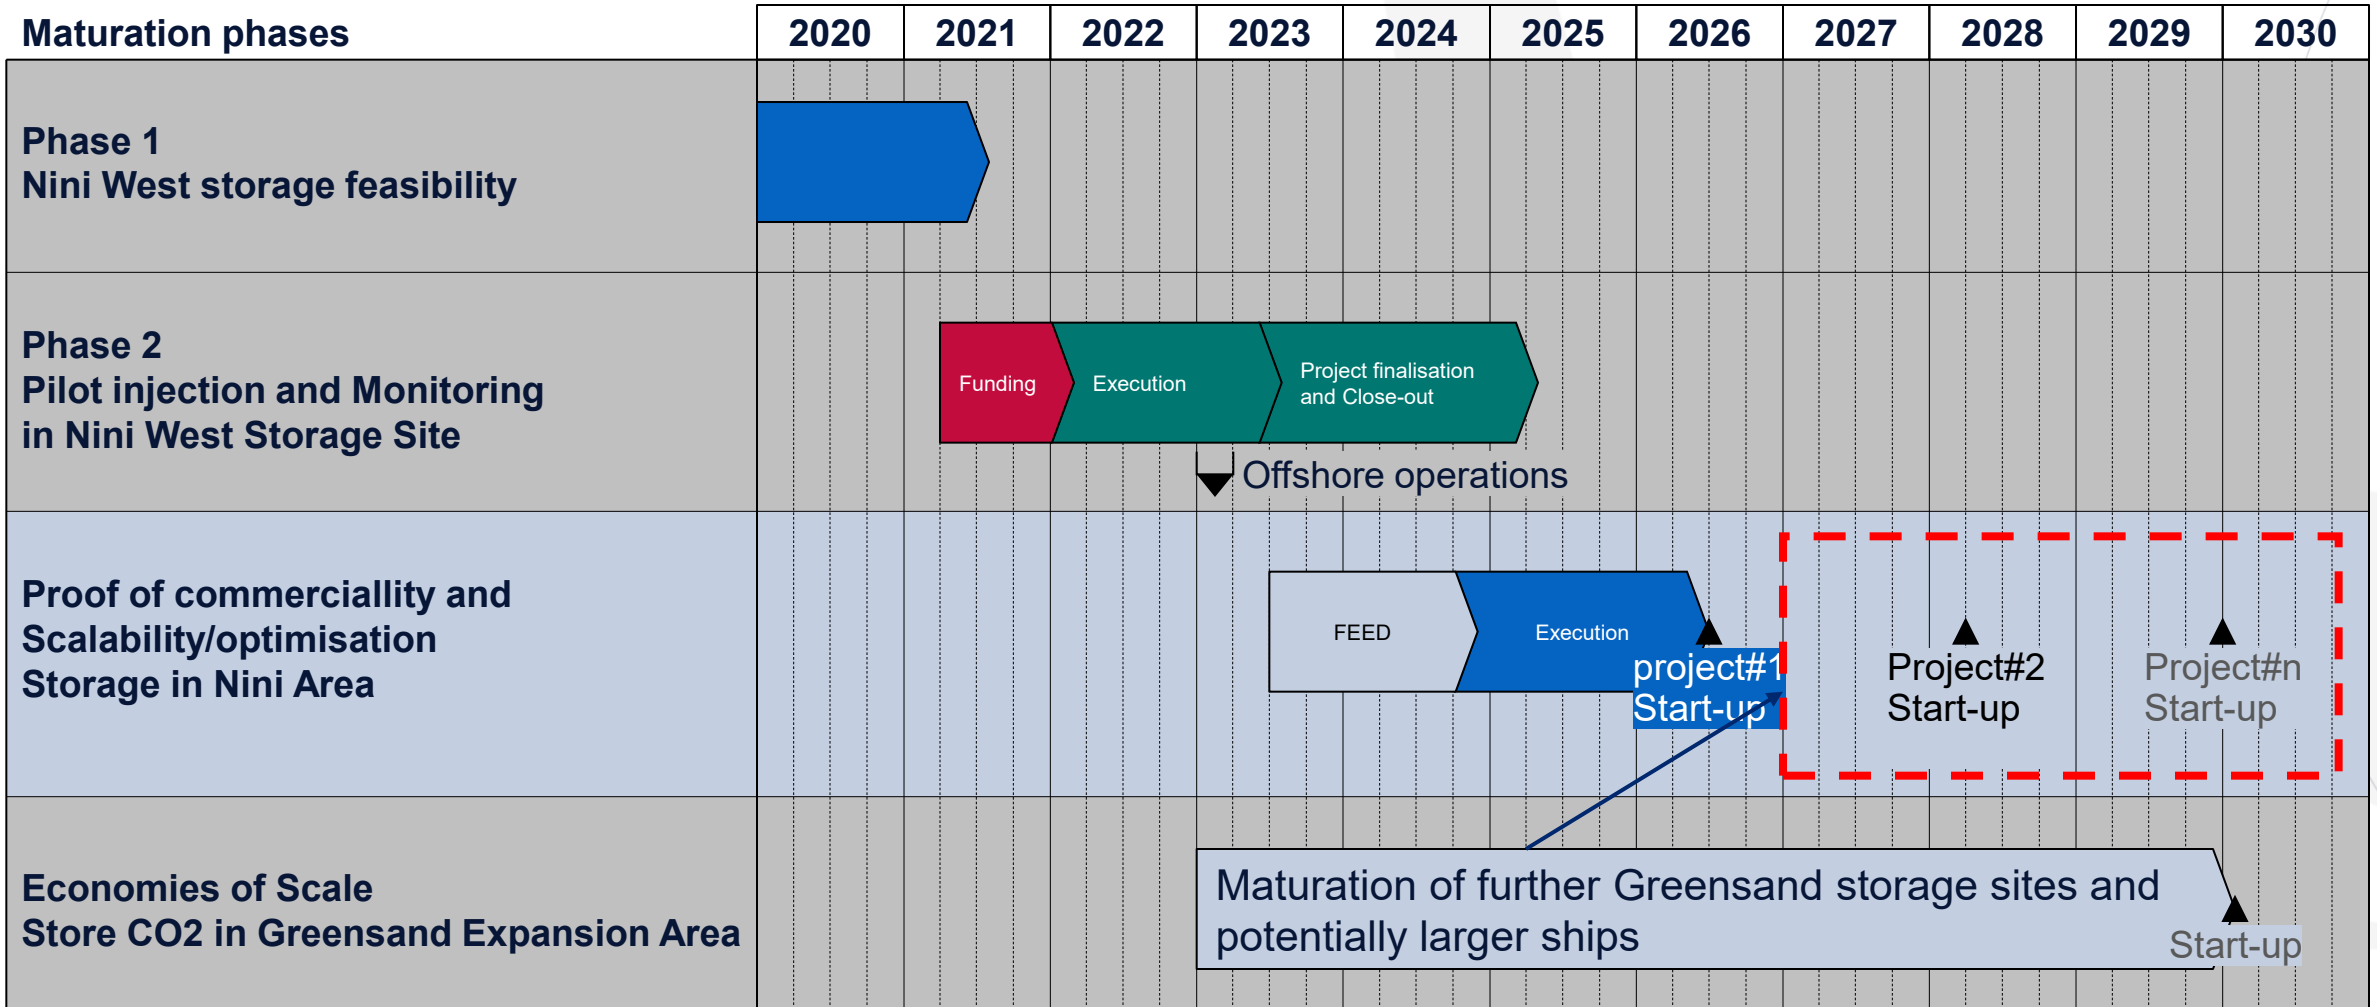 Maturation phases
2020 2021 2022 2023 2024 2025 2026 2027 2028 2029 2030
Phase 1
Nini West storage feasibility
Phase 2
Pilot injection and Monitoring
in Nini West Storage Site
Funding
Execution
Project finalisation
and Close-out
Offshore operations
Proof of commerciallity and
Scalability/optimisation
Storage in Nini Area
FEED
Execution
project#1
Start-up
Project#2
Start-up
Project#n
Start-up
Economies of Scale
Store CO2 in Greensand Expansion Area
Maturation of further Greensand storage sites and
potentially larger ships
Start-up